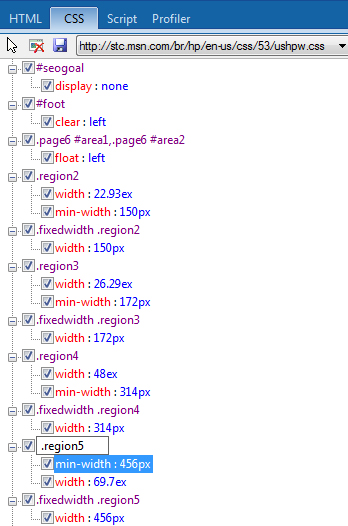 HTML CSS Script Profiler
http://stc.msn.com/br/hp/en-us/css/53/ushpw.css
#seogoal
display : none
#foot
clear : left
.page6 #area1,.page6 #area2
float : left
.region2
width : 22.93ex
min-width : 150px
.fixedwidth .region2
width : 150px
.region3
width : 26.29ex
min-width : 172px
.fixedwidth .region3
width : 172px
.region4
width : 48ex
min-width : 314px
.fixedwidth .region4
width : 314px
.region5
min-width : 456px
width : 69.7ex
.fixedwidth .region5
width : 456px